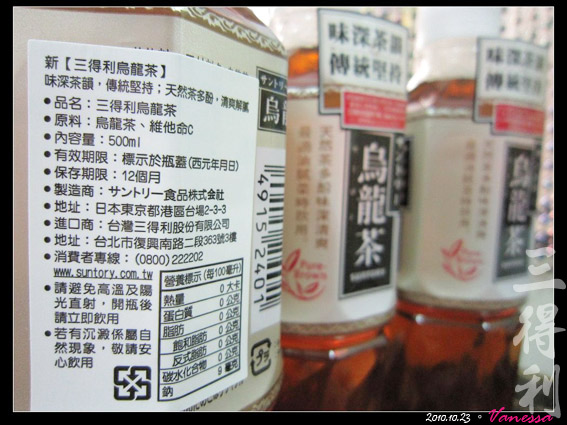 新【三得利烏龍茶】
味深茶韻，傳統堅持；天然茶多酚，清爽解膩
●品名：三得利烏龍茶
●原料：烏龍茶、維他命C
●內容量：500ml
●有效期限：標示於瓶蓋(西元年月日)
●保存期限：12個月
●製造商：サントリー食品株式会社
●地址：日本東京都港區台場2-3-3
●進口商：台灣三得利股份有限公司
●地址：台北市復興南路二段363號3樓
●消費者專線：(0800) 222202
www.suntory.com.tw
●請避免高溫及陽
光直射，開瓶後
請立即飲用
●若有沉澱係屬自
然現象，敬請安
心飲用
營養標示 (每100毫升)
熱量 0 大卡
蛋白質 0 公克
脂肪 0 公克
飽和脂肪 0 公克
反式脂肪 0 公克
碳水化合物 0 公克
鈉 9 毫克
4915 2401
サントリー
烏龍
味深茶韻
傳統堅持
烏龍茶
味深茶韻
傳統堅持
烏龍茶
三得利
2010.10.23 。Vanessa